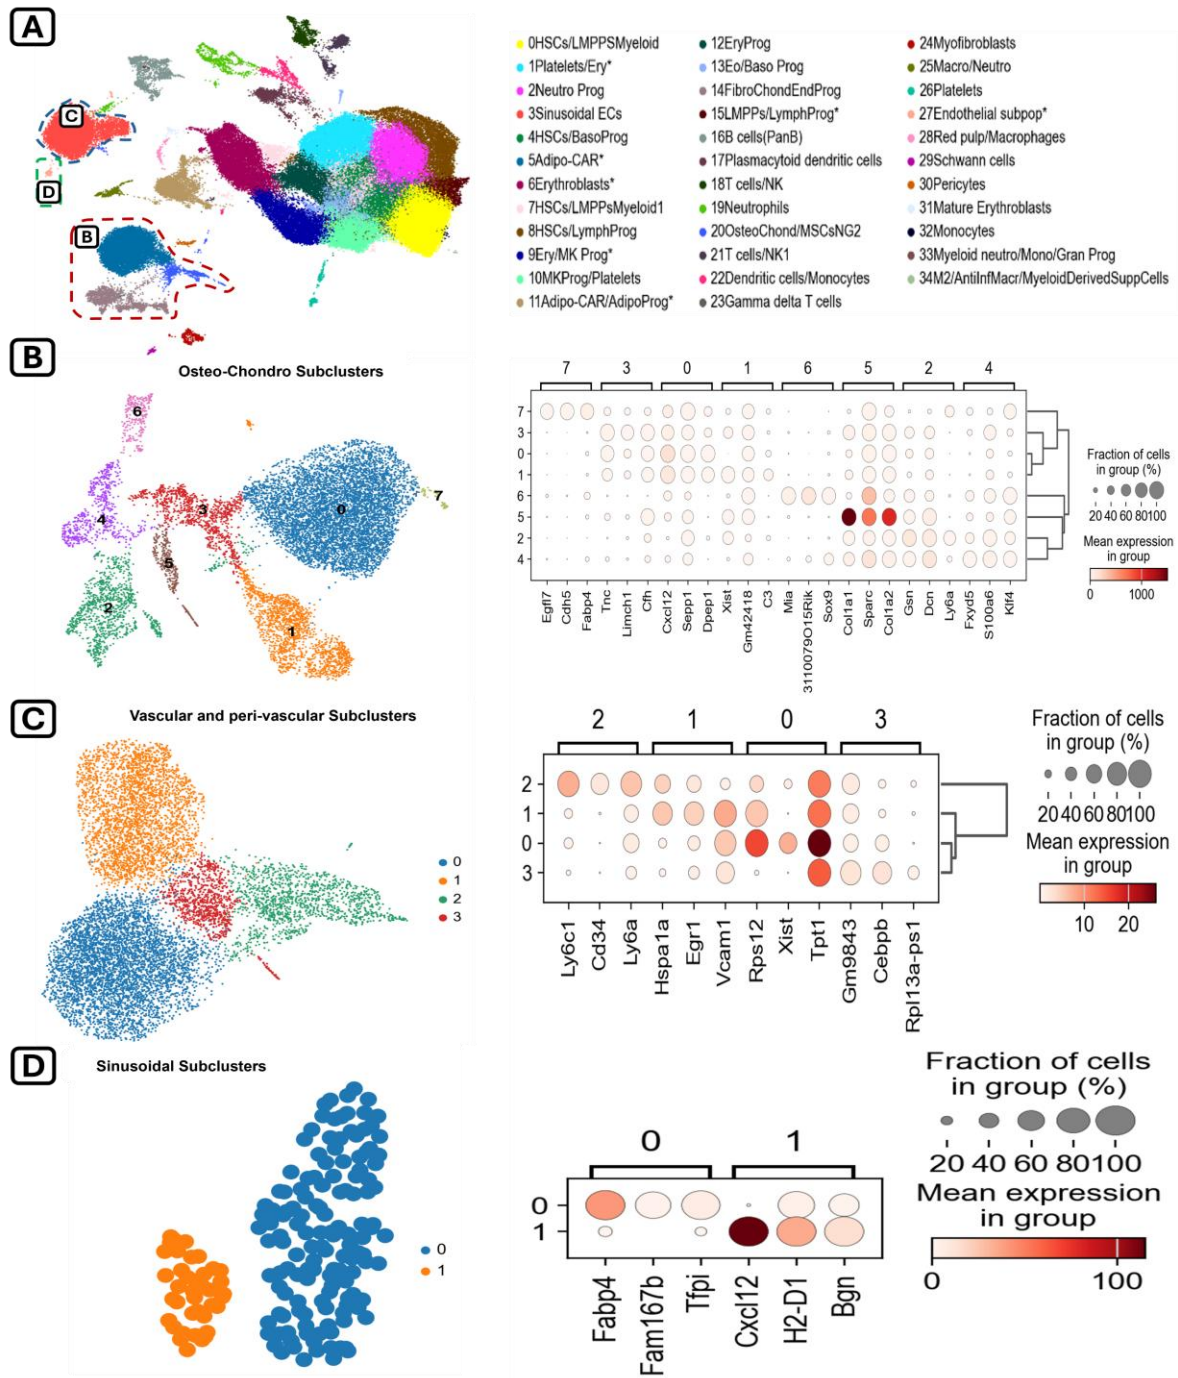 A
C
D
B
0HSCs/LMPPSMyeloid
1Platelets/Ery*
2Neutro Prog
3Sinusoidal ECs
4HSCs/BasoProg
5Adipo-CAR*
6Erythroblasts*
7HSCs/LMPPsMyeloid1
8HSCs/LymphProg
9Ery/MK Prog*
10MKProg/Platelets
11Adipo-CAR/AdipoProg*
12EryProg
13Eo/Baso Prog
14FibroChondEndProg
15LMPPs/LymphProg*
16B cells(PanB)
17Plasmacytoid dendritic cells
18T cells/NK
19Neutrophils
20OsteoChond/MSCsNG2
21T cells/NK1
22Dendritic cells/Monocytes
23Gamma delta T cells
24Myofibroblasts
25Macro/Neutro
26Platelets
27Endothelial subpop*
28Red pulp/Macrophages
29Schwann cells
30Pericytes
31Mature Erythroblasts
32Monocytes
33Myeloid neutro/Mono/Gran Prog
34M2/AntiInfMacr/MyeloidDerivedSuppCells
B
Osteo-Chondro Subclusters
6
7
0
3
4
5
2
1
7 3 0 1 6 5 2 4
7
3
0
1
6
5
2
4
Egfl7
Cdh5
Fabp4
Tnc
Limch1
Cfh
Cxcl12
Sepp1
Dpep1
Xist
Gm42418
C3
Mia
3110079O15Rik
Sox9
Col1a1
Sparc
Col1a2
Gsn
Dcn
Ly6a
Fxyd5
S100a6
Klf4
Fraction of cells
in group (%)
20 40 60 80 100
Mean expression
in group
0 1000
C
Vascular and peri-vascular Subclusters
0
1
2
3
2 1 0 3
2
1
0
3
Ly6c1
Cd34
Ly6a
Hspa1a
Egr1
Vcam1
Rps12
Xist
Tpt1
Gm9843
Cebpb
Rpl13a-ps1
Fraction of cells
in group (%)
20 40 60 80 100
Mean expression
in group
10 20
D
Sinusoidal Subclusters
0
1
0 1
0
1
Fabp4
Fam167b
Tfpi
Cxcl12
H2-D1
Bgn
Fraction of cells
in group (%)
20 40 60 80 100
Mean expression
in group
0 100